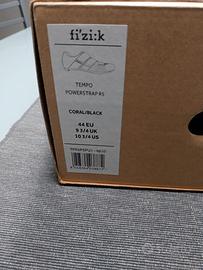 fi'zi:k
TEMPO
POWERSTRAP R5
CORAL/BLACK
44 EU
9 3/4 UK
10 3/4 US